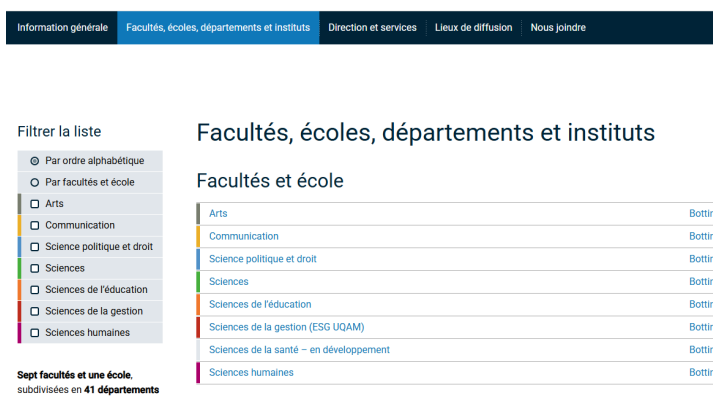 Information générale Facultés, écoles, départements et instituts Direction et services Lieux de diffusion Nous joindre
Filtrer la liste
Par ordre alphabétique
Par facultés et école
Arts
Communication
Science politique et droit
Sciences
Sciences de l'éducation
Sciences de la gestion
Sciences humaines
Sept facultés et une école,
subdivisées en 41 départements
Facultés, écoles, départements et instituts
Facultés et école
Arts
Communication
Science politique et droit
Sciences
Sciences de l'éducation
Sciences de la gestion (ESG UQAM)
Sciences de la santé – en développement
Sciences humaines